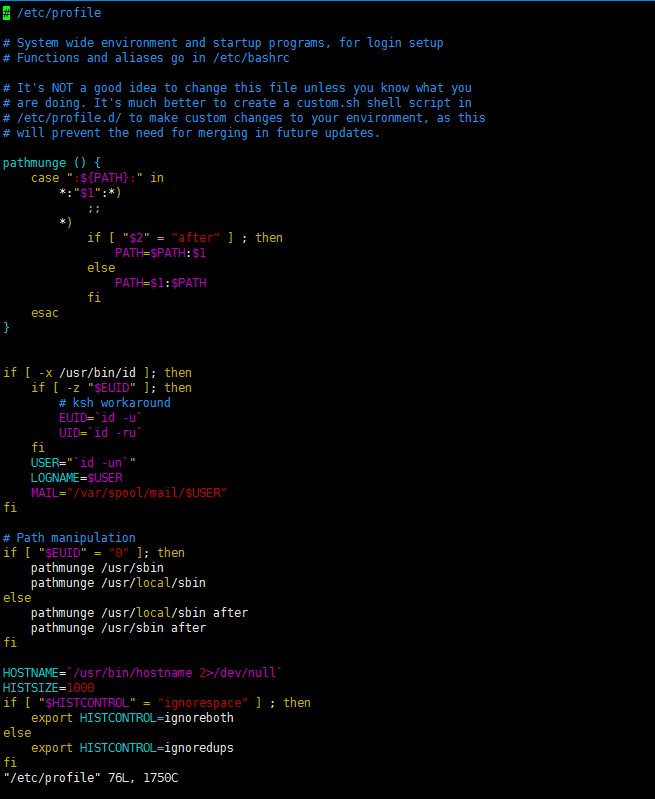 # /etc/profile

# System wide environment and startup programs, for login setup
# Functions and aliases go in /etc/bashrc

# It's NOT a good idea to change this file unless you know what you
# are doing. It's much better to create a custom.sh shell script in
# /etc/profile.d/ to make custom changes to your environment, as this
# will prevent the need for merging in future updates.

pathmunge () {
    case ":${PATH}:" in
        *:"$1":*)
            ;;
        *)
            if [ "$2" = "after" ] ; then
                PATH=$PATH:$1
            else
                PATH=$1:$PATH
            fi
    esac
}


if [ -x /usr/bin/id ]; then
    if [ -z "$EUID" ]; then
        # ksh workaround
        EUID=`id -u`
        UID=`id -ru`
    fi
    USER="`id -un`"
    LOGNAME=$USER
    MAIL="/var/spool/mail/$USER"
fi

# Path manipulation
if [ "$EUID" = "0" ]; then
    pathmunge /usr/sbin
    pathmunge /usr/local/sbin
else
    pathmunge /usr/local/sbin after
    pathmunge /usr/sbin after
fi

HOSTNAME=`/usr/bin/hostname 2>/dev/null`
HISTSIZE=1000
if [ "$HISTCONTROL" = "ignorespace" ] ; then
    export HISTCONTROL=ignoreboth
else
    export HISTCONTROL=ignoredups
fi
"/etc/profile" 76L, 1750C